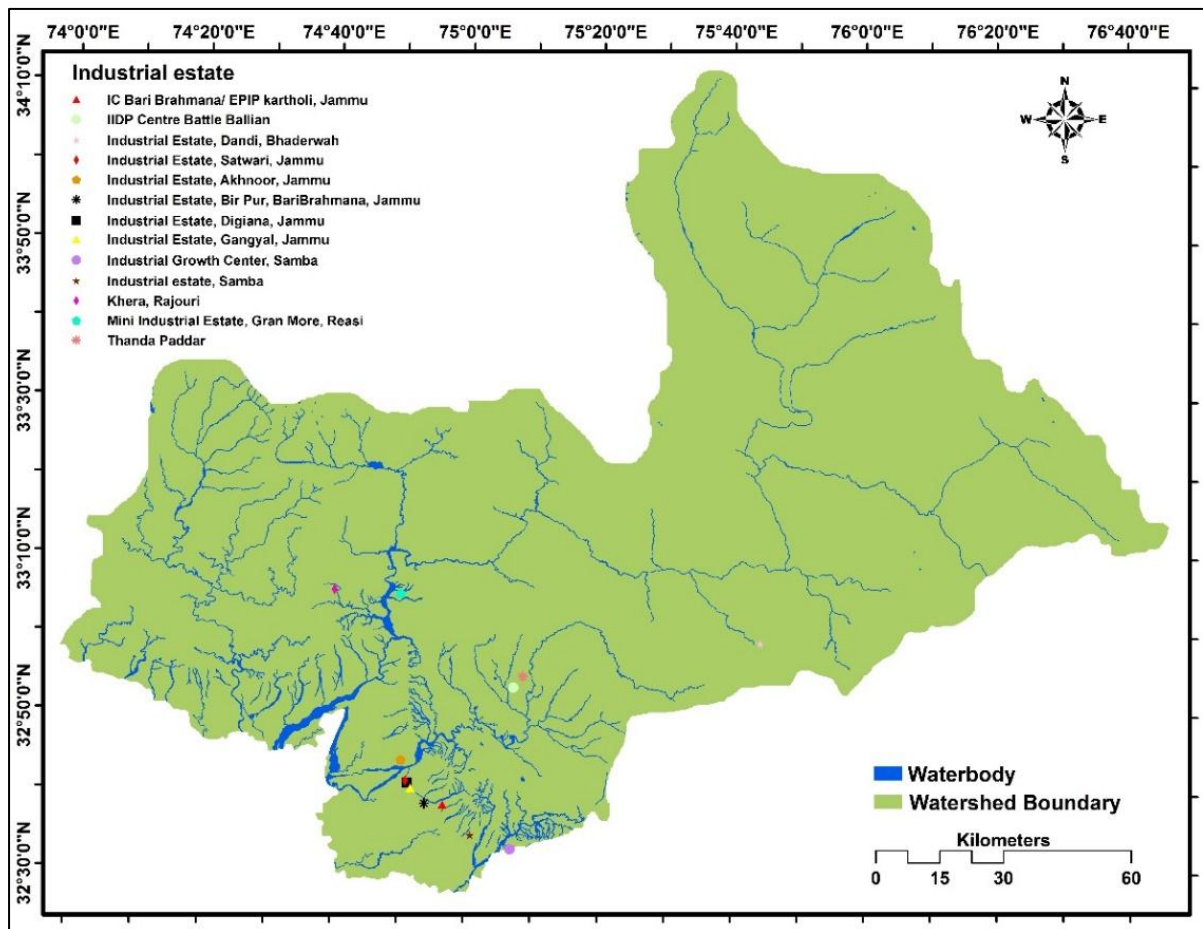 74°0'0"E 74°20'0"E 74°40'0"E 75°0'0"E 75°20'0"E 75°40'0"E 76°0'0"E 76°20'0"E 76°40'0"E
34°10'0"N
33°50'0"N
33°30'0"N
33°10'0"N
32°50'0"N
32°30'0"N
Industrial estate
IC Bari Brahmana/ EPIP kartholi, Jammu
IIDP Centre Battle Ballian
Industrial Estate, Dandi, Bhaderwah
Industrial Estate, Satwari, Jammu
Industrial Estate, Akhnoor, Jammu
Industrial Estate, Bir Pur, BariBrahmana, Jammu
Industrial Estate, Digiana, Jammu
Industrial Estate, Gangyal, Jammu
Industrial Growth Center, Samba
Industrial estate, Samba
Khera, Rajouri
Mini Industrial Estate, Gran More, Reasi
Thanda Paddar
N
W E
S
Waterbody
Watershed Boundary
Kilometers
0 15 30 60